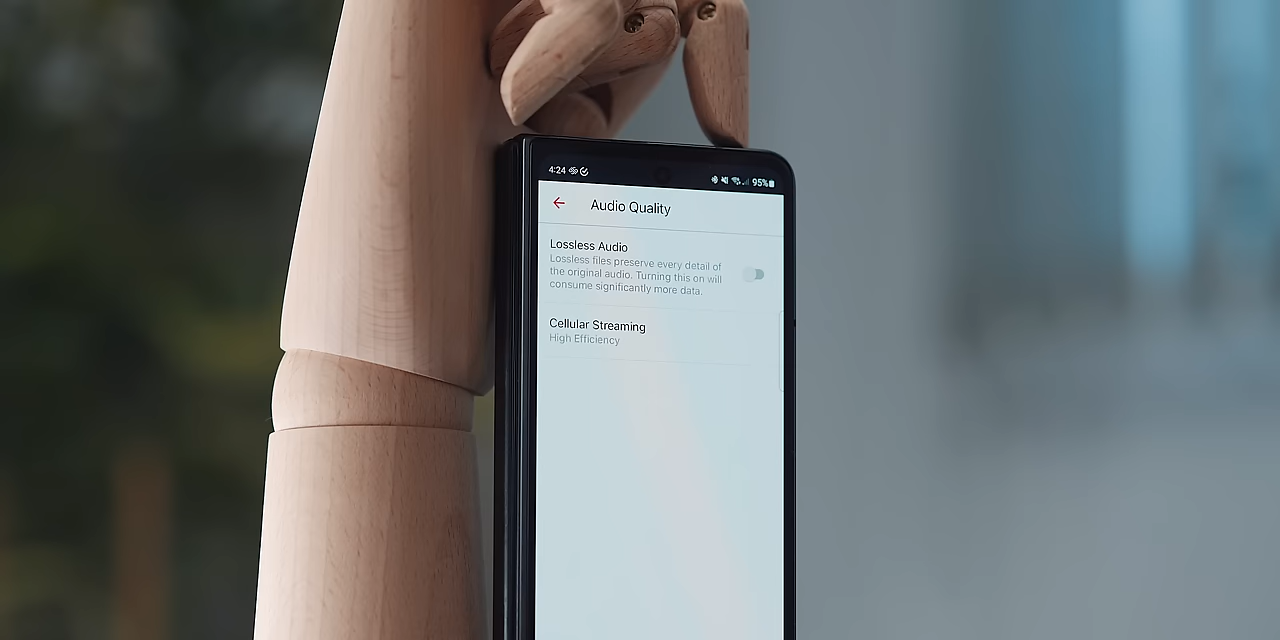 4:24 95%
Audio Quality
Lossless Audio
Lossless files preserve every detail of
the original audio. Turning this on will
consume significantly more data.
Cellular Streaming
High Efficiency